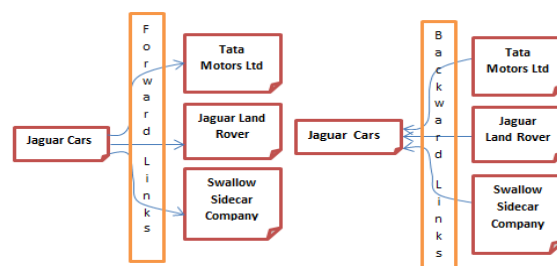 Jaguar Cars
F
o
r
w
a
r
d
L
i
n
k
s
Tata
Motors Ltd
Jaguar Land
Rover
Swallow
Sidecar
Company
Jaguar Cars
B
a
c
k
w
a
r
d
L
i
n
k
s
Tata
Motors Ltd
Jaguar
Land Rover
Swallow
Sidecar
Company